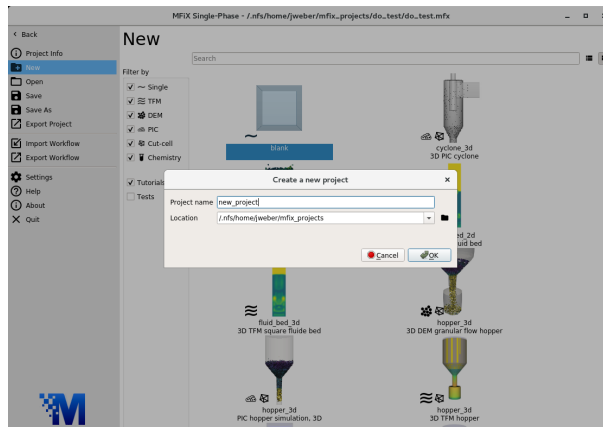 MFiX Single-Phase - /.nfs/home/jweber/mfix_projects/do_test/do_test.mfx
Back
Project Info
New
Open
Save
Save As
Export Project
Import Workflow
Export Workflow
Settings
Help
About
Quit
New
Search
Filter by
Single
TFM
DEM
PIC
Cut-cell
Chemistry
Tutorials
Tests
blank
cyclone_3d
3D PIC cyclone
Create a new project
Project name new_project
Location /.nfs/home/jweber/mfix_projects
Cancel OK
fluid_bed_3d
3D TFM square fluide bed
hopper_3d
3D DEM granular flow hopper
hopper_3d
PIC hopper simulation, 3D
hopper_3d
3D TFM hopper
M